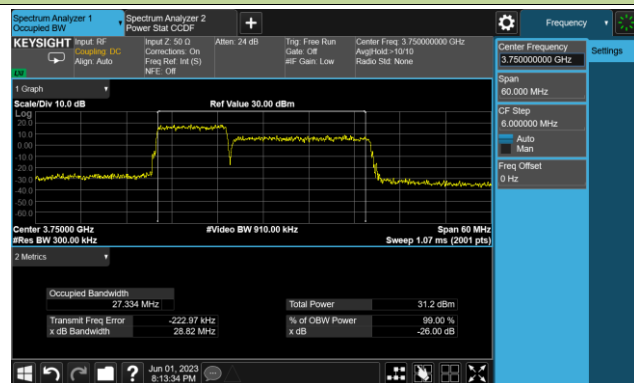 Spectrum Analyzer 1
Occupied BW
Spectrum Analyzer 2
Power Stat CCDF
+
Frequency
KEYSIGHT
Input: RF
Coupling: DC
Align: Auto
Input Z: 50 Ω
Corrections: On
Freq Ref: Int (S)
NFE: Off
Atten: 24 dB
Trig: Free Run
Gate: Off
#IF Gain: Low
Center Freq: 3.750000000 GHz
Avg|Hold:>10/10
Radio Std: None
Center Frequency
3.750000000 GHz
Settings
Span
60.000 MHz
CF Step
6.000000 MHz
Auto
Man
Freq Offset
0 Hz
1 Graph
Scale/Div 10.0 dB
Ref Value 30.00 dBm
Log
20.0
10.0
0.00
-10.0
-20.0
-30.0
-40.0
-50.0
-60.0
Center 3.75000 GHz
#Video BW 910.00 kHz
Span 60 MHz
#Res BW 300.00 kHz
Sweep 1.07 ms (2001 pts)
2 Metrics
Occupied Bandwidth
27.334 MHz
Total Power
31.2 dBm
Transmit Freq Error
-222.97 kHz
% of OBW Power
99.00 %
x dB Bandwidth
28.82 MHz
x dB
-26.00 dB
?
Jun 01, 2023
8:13:34 PM